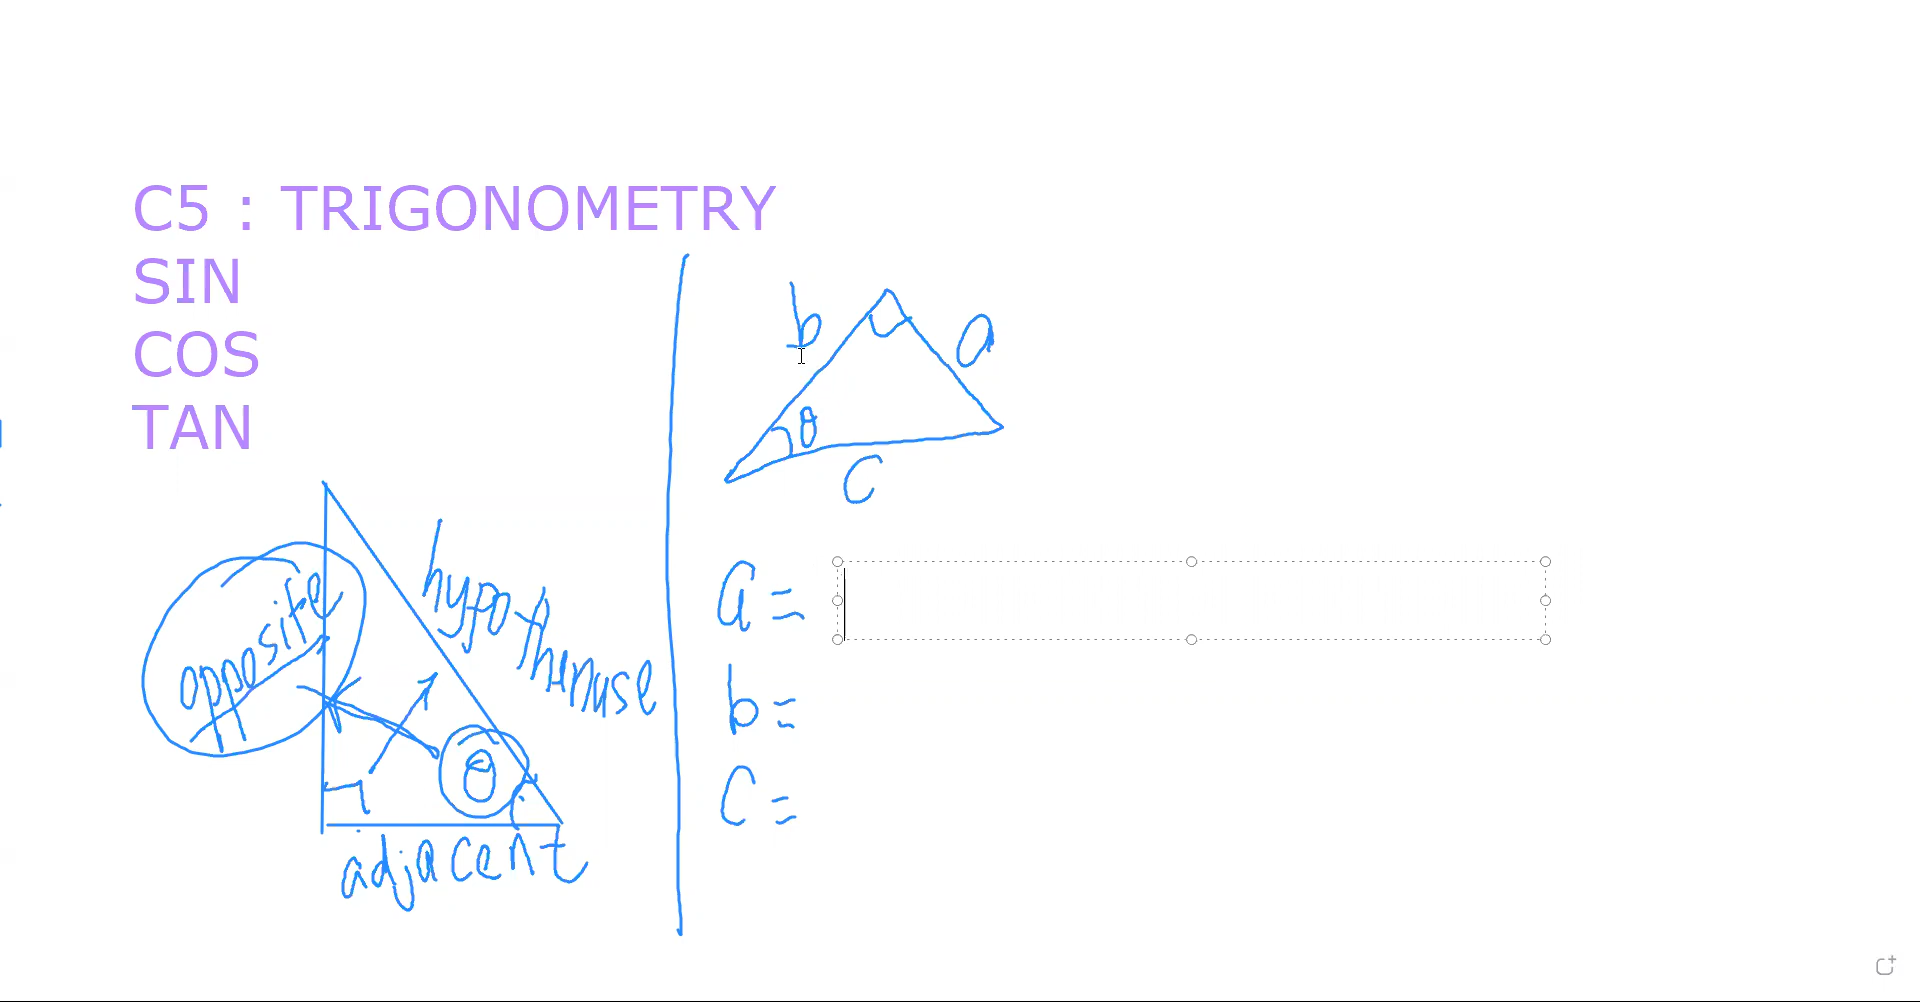 C5 : TRIGONOMETRY
SIN
COS
TAN
opposite
hypothenuse
θ
adjacent
b
a
θ
C
a =
b =
c =